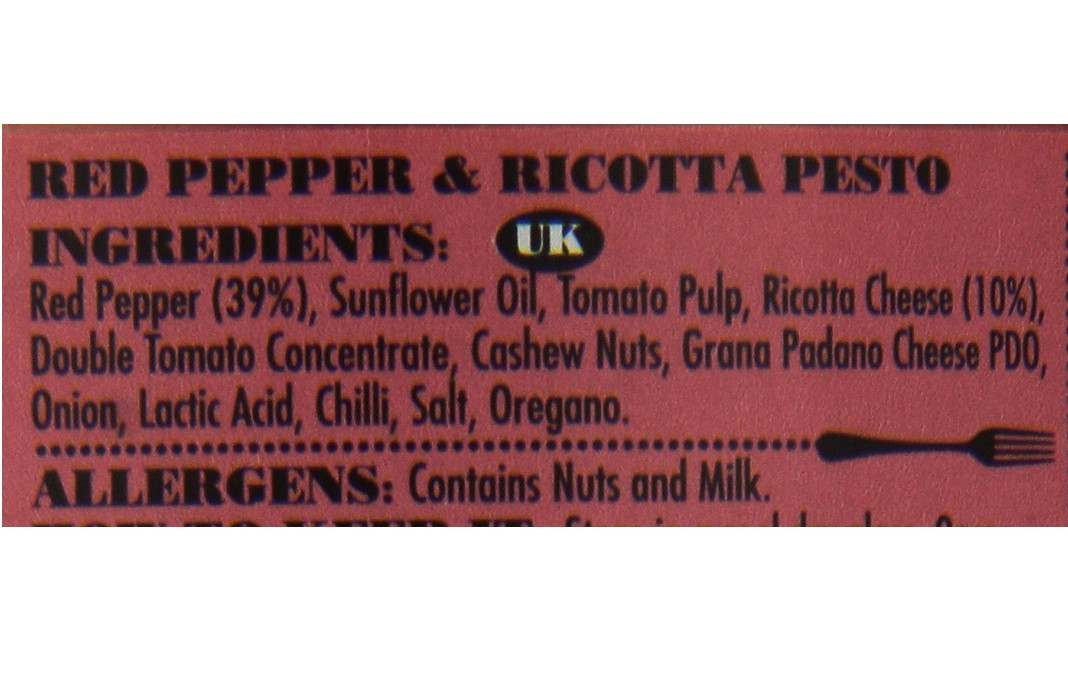 RED PEPPER & RICOTTA PESTO
INGREDIENTS: UK
Red Pepper (39%), Sunflower Oil, Tomato Pulp, Ricotta Cheese (10%),
Double Tomato Concentrate, Cashew Nuts, Grana Padano Cheese PDO,
Onion, Lactic Acid, Chilli, Salt, Oregano.
ALLERGENS: Contains Nuts and Milk.